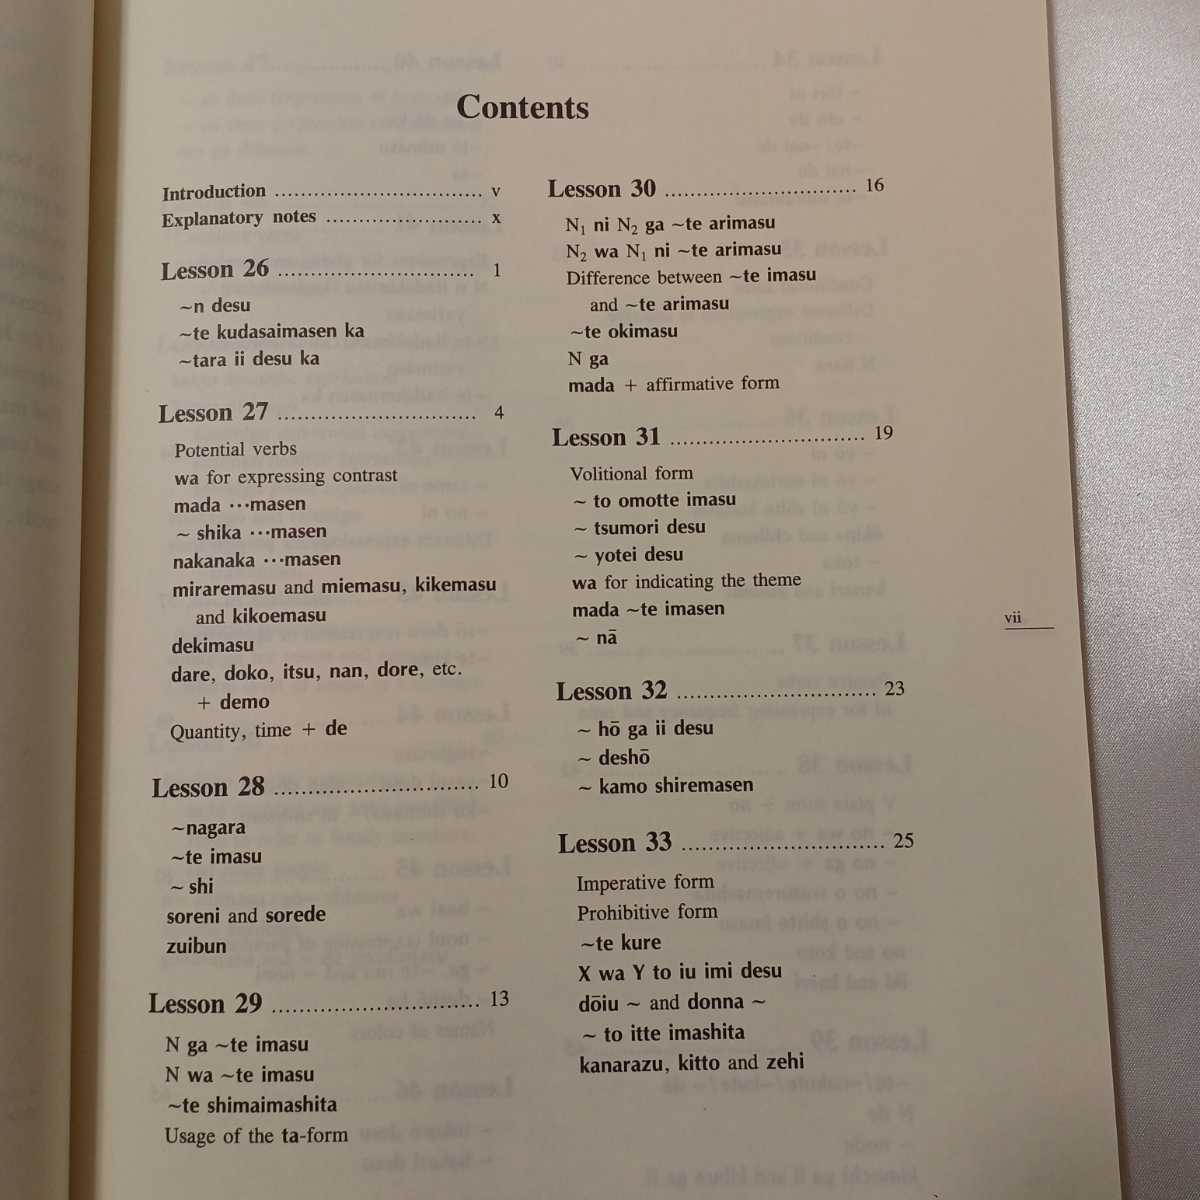 Contents
Introduction ................................ v
Explanatory notes ........................ x
Lesson 26 .............................. 1
~n desu
~te kudasaimasen ka
~tara ii desu ka
Lesson 27 .............................. 4
Potential verbs
wa for expressing contrast
mada ···masen
~ shika ···masen
nakanaka ···masen
miraremasu and miemasu, kikemasu
and kikoemasu
dekimasu
dare, doko, itsu, nan, dore, etc.
+ demo
Quantity, time + de
Lesson 28 ............................... 10
~nagara
~te imasu
~ shi
soreni and sorede
zuibun
Lesson 29 ................................ 13
N ga ~te imasu
N wa ~te imasu
~te shimaimashita
Usage of the ta-form
Lesson 30 .............................. 16
N₁ ni N₂ ga ~te arimasu
N₂ wa N₁ ni ~te arimasu
Difference between ~te imasu
and ~te arimasu
~te okimasu
N ga
mada + affirmative form
Lesson 31 .............................. 19
Volitional form
~ to omotte imasu
~ tsumori desu
~ yotei desu
wa for indicating the theme
mada ~te imasen
~ nā
Lesson 32 .............................. 23
~ hō ga ii desu
~ deshō
~ kamo shiremasen
Lesson 33 ............................... 25
Imperative form
Prohibitive form
~te kure
X wa Y to iu imi desu
dōiu ~ and donna ~
~ to itte imashita
kanarazu, kitto and zehi
vii